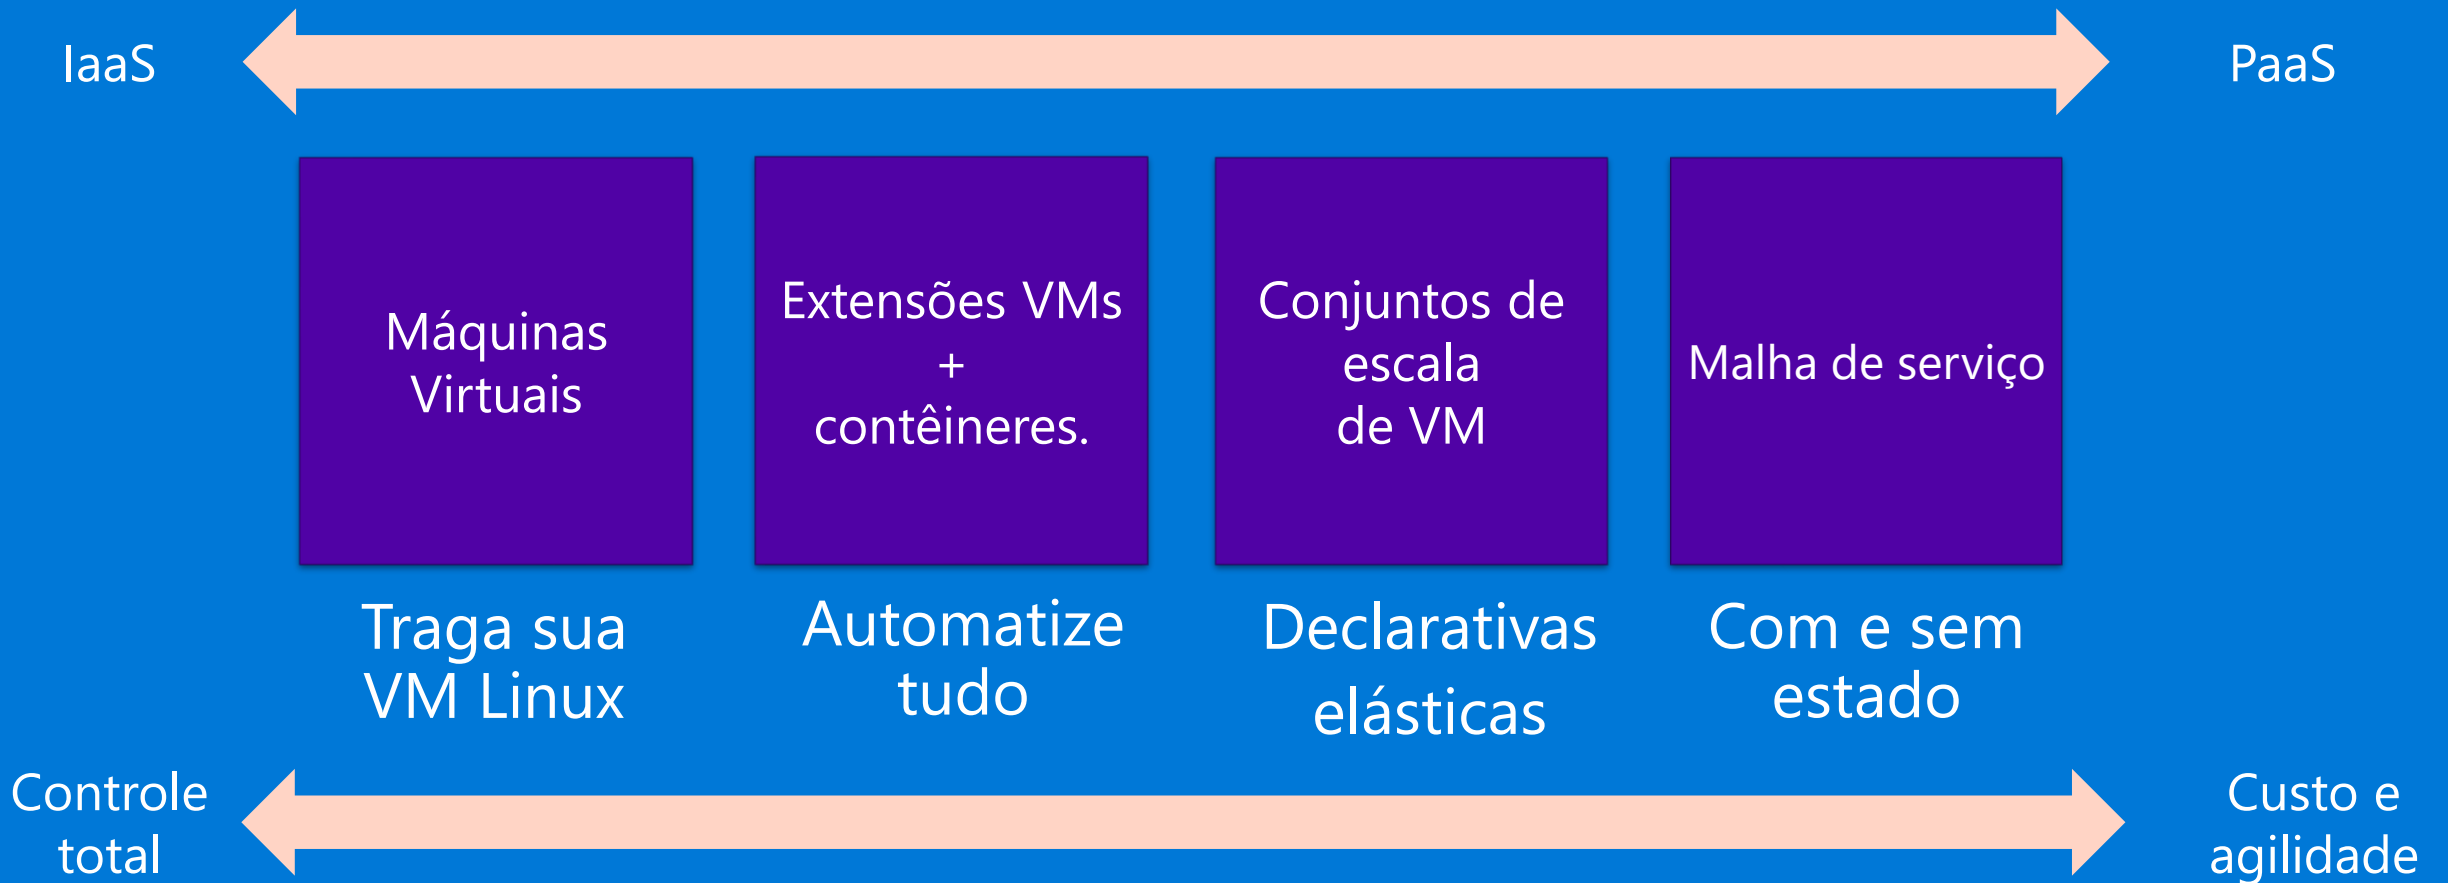 IaaS
PaaS
Máquinas
Virtuais
Extensões VMs
+
contêineres.
Conjuntos de
escala
de VM
Malha de serviço
Traga sua
VM Linux
Automatize
tudo
Declarativas
elásticas
Com e sem
estado
Controle
total
Custo e
agilidade